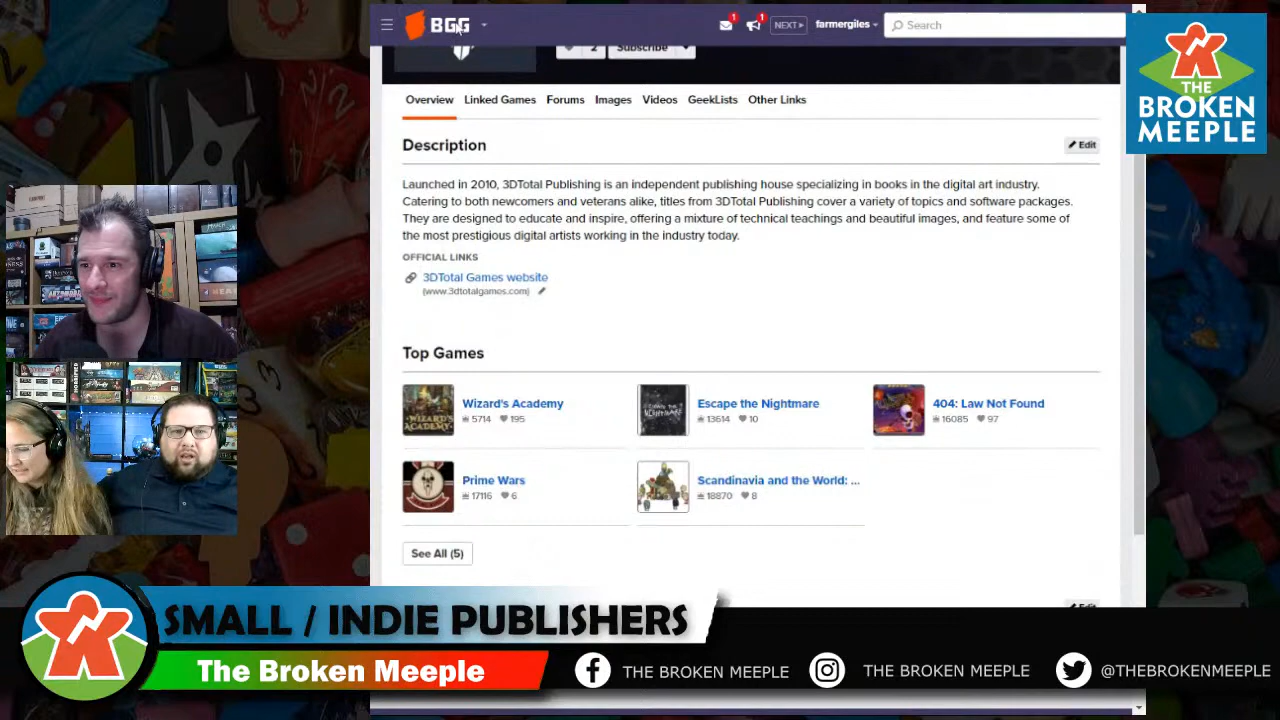 BGG
1
1
NEXT
farmergiles
Search
THE
BROKEN
MEEPLE
2
Subscribe
Overview Linked Games Forums Images Videos GeekLists Other Links
Description
Edit
Launched in 2010, 3DTotal Publishing is an independent publishing house specializing in books in the digital art industry.
Catering to both newcomers and veterans alike, titles from 3DTotal Publishing cover a variety of topics and software packages.
They are designed to educate and inspire, offering a mixture of technical teachings and beautiful images, and feature some of
the most prestigious digital artists working in the industry today.
OFFICIAL LINKS
3DTotal Games website
(www.3dtotalgames.com)
Top Games
WIZARD'S
ACADEMY
Wizard's Academy
5714 195
Escape the Nightmare
13614 10
404: Law Not Found
16085 97
Prime Wars
17116 6
Scandinavia and the World: ...
18870 8
See All (5)
SMALL / INDIE PUBLISHERS
The Broken Meeple
THE BROKEN MEEPLE
THE BROKEN MEEPLE
@THEBROKENMEEPLE